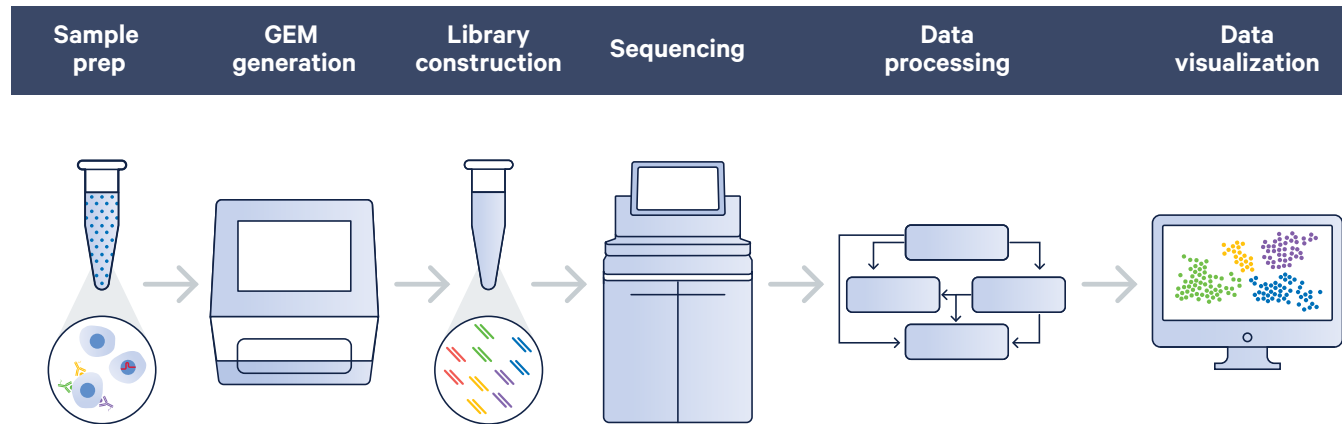 Sample
prep
GEM
generation
Library
construction
Sequencing
Data
processing
Data
visualization